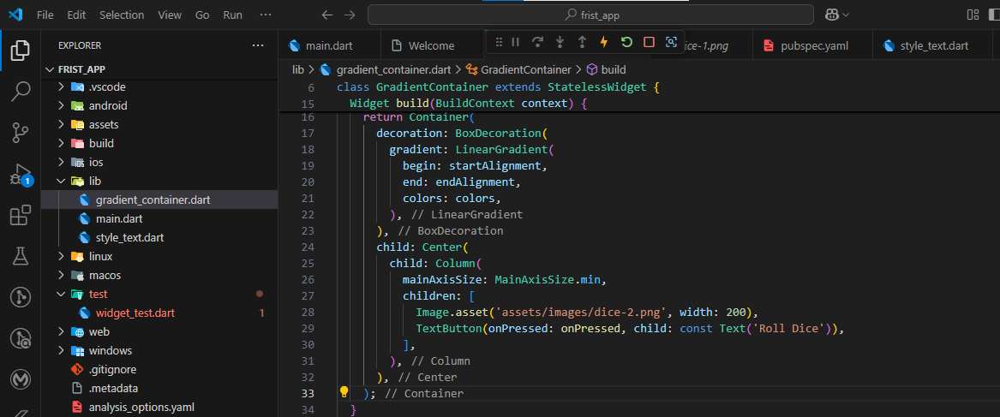 File Edit Selection View Go Run ···
frist_app
EXPLORER ···
main.dart
Welcome
ice-1.png
pubspec.yaml
style_text.dart
FRIST_APP
.vscode
android
assets
build
ios
lib
gradient_container.dart
main.dart
style_text.dart
linux
macos
test
widget_test.dart 1
web
windows
.gitignore
.metadata
analysis_options.yaml
1
lib > gradient_container.dart > GradientContainer > build
6 class GradientContainer extends StatelessWidget {
15 Widget build(BuildContext context) {
16 return Container(
17 decoration: BoxDecoration(
18 gradient: LinearGradient(
19 begin: startAlignment,
20 end: endAlignment,
21 colors: colors,
22 ), // LinearGradient
23 ), // BoxDecoration
24 child: Center(
25 child: Column(
26 mainAxisSize: MainAxisSize.min,
27 children: [
28 Image.asset('assets/images/dice-2.png', width: 200),
29 TextButton(onPressed: onPressed, child: const Text('Roll Dice')),
30 ],
31 ), // Column
32 ), // Center
33 ); // Container
34 }